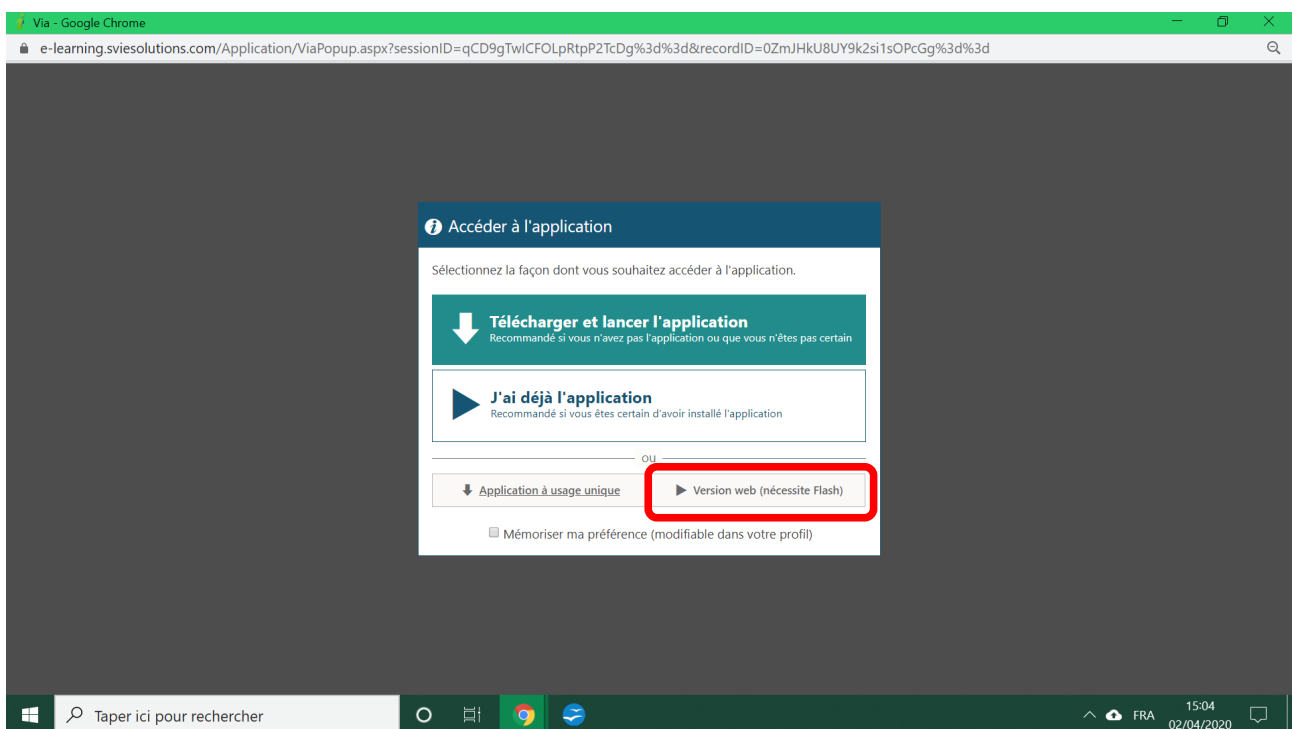 Via - Google Chrome
e-learning.sviesolutions.com/Application/ViaPopup.aspx?sessionID=qCD9gTwICFOLpRtpP2TcDg%3d%3d&recordID=0ZmJHkU8UY9k2si1sOPcGg%3d%3d
Accéder à l'application
Sélectionnez la façon dont vous souhaitez accéder à l'application.
Télécharger et lancer l'application
Recommandé si vous n'avez pas l'application ou que vous n'êtes pas certain
J'ai déjà l'application
Recommandé si vous êtes certain d'avoir installé l'application
ou
Application à usage unique
Version web (nécessite Flash)
Mémoriser ma préférence (modifiable dans votre profil)
Taper ici pour rechercher
FRA
15:04
02/04/2020